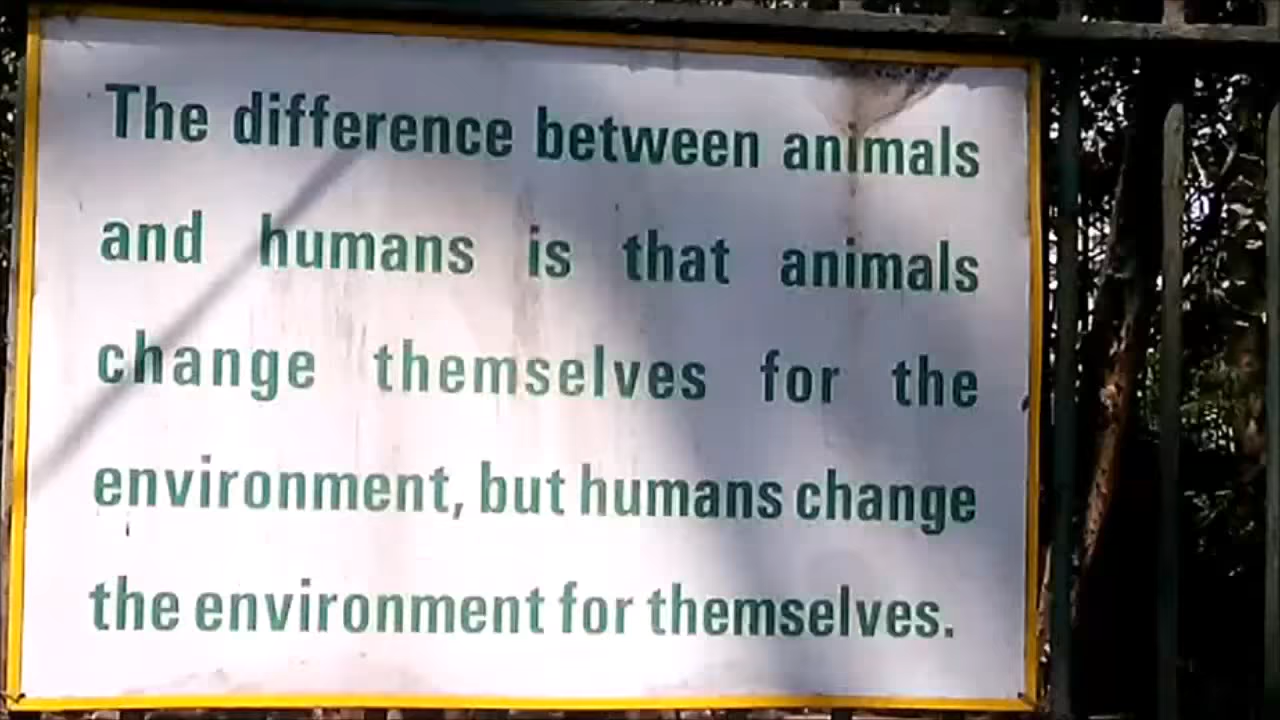 The difference between animals
and humans is that animals
change themselves for the
environment, but humans change
the environment for themselves.